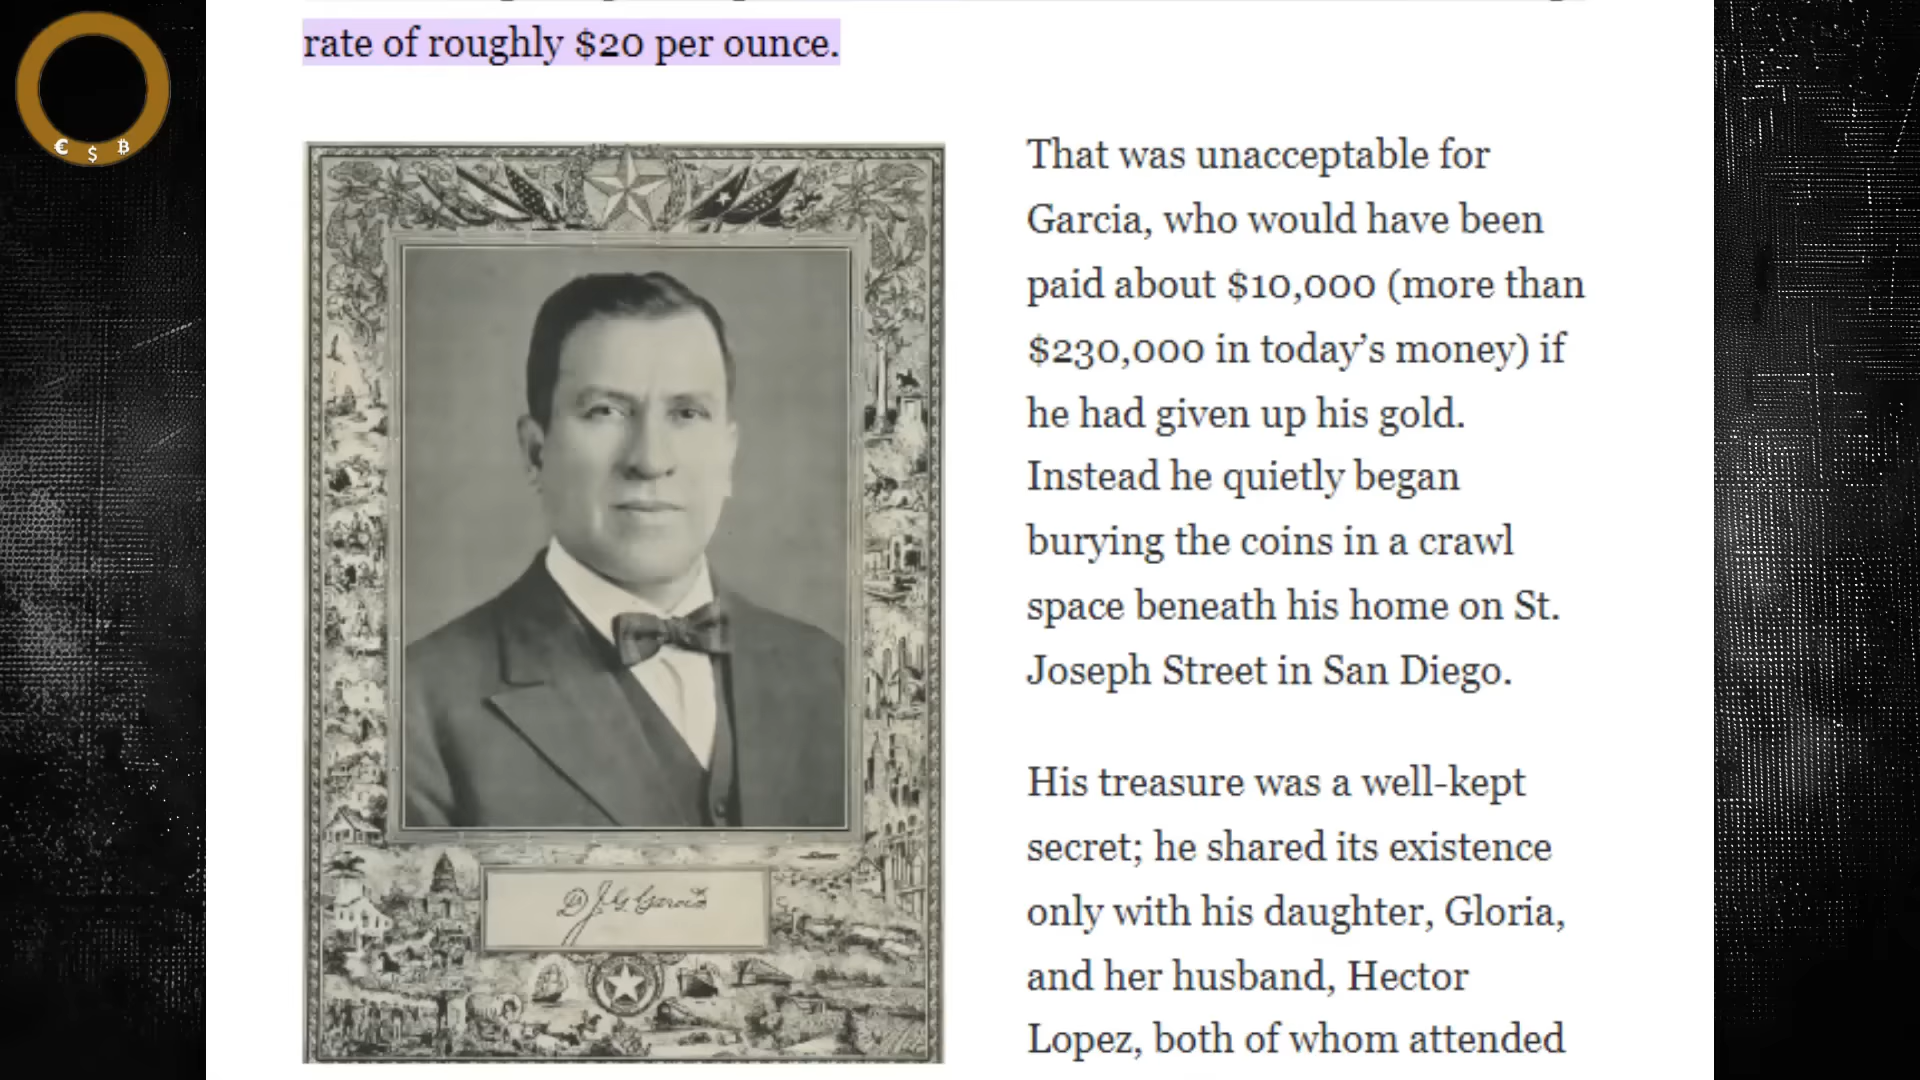 rate of roughly $20 per ounce.
€ $ ₿
That was unacceptable for
Garcia, who would have been
paid about $10,000 (more than
$230,000 in today’s money) if
he had given up his gold.
Instead he quietly began
burying the coins in a crawl
space beneath his home on St.
Joseph Street in San Diego.
His treasure was a well-kept
secret; he shared its existence
only with his daughter, Gloria,
and her husband, Hector
Lopez, both of whom attended
D J.G. Garcia